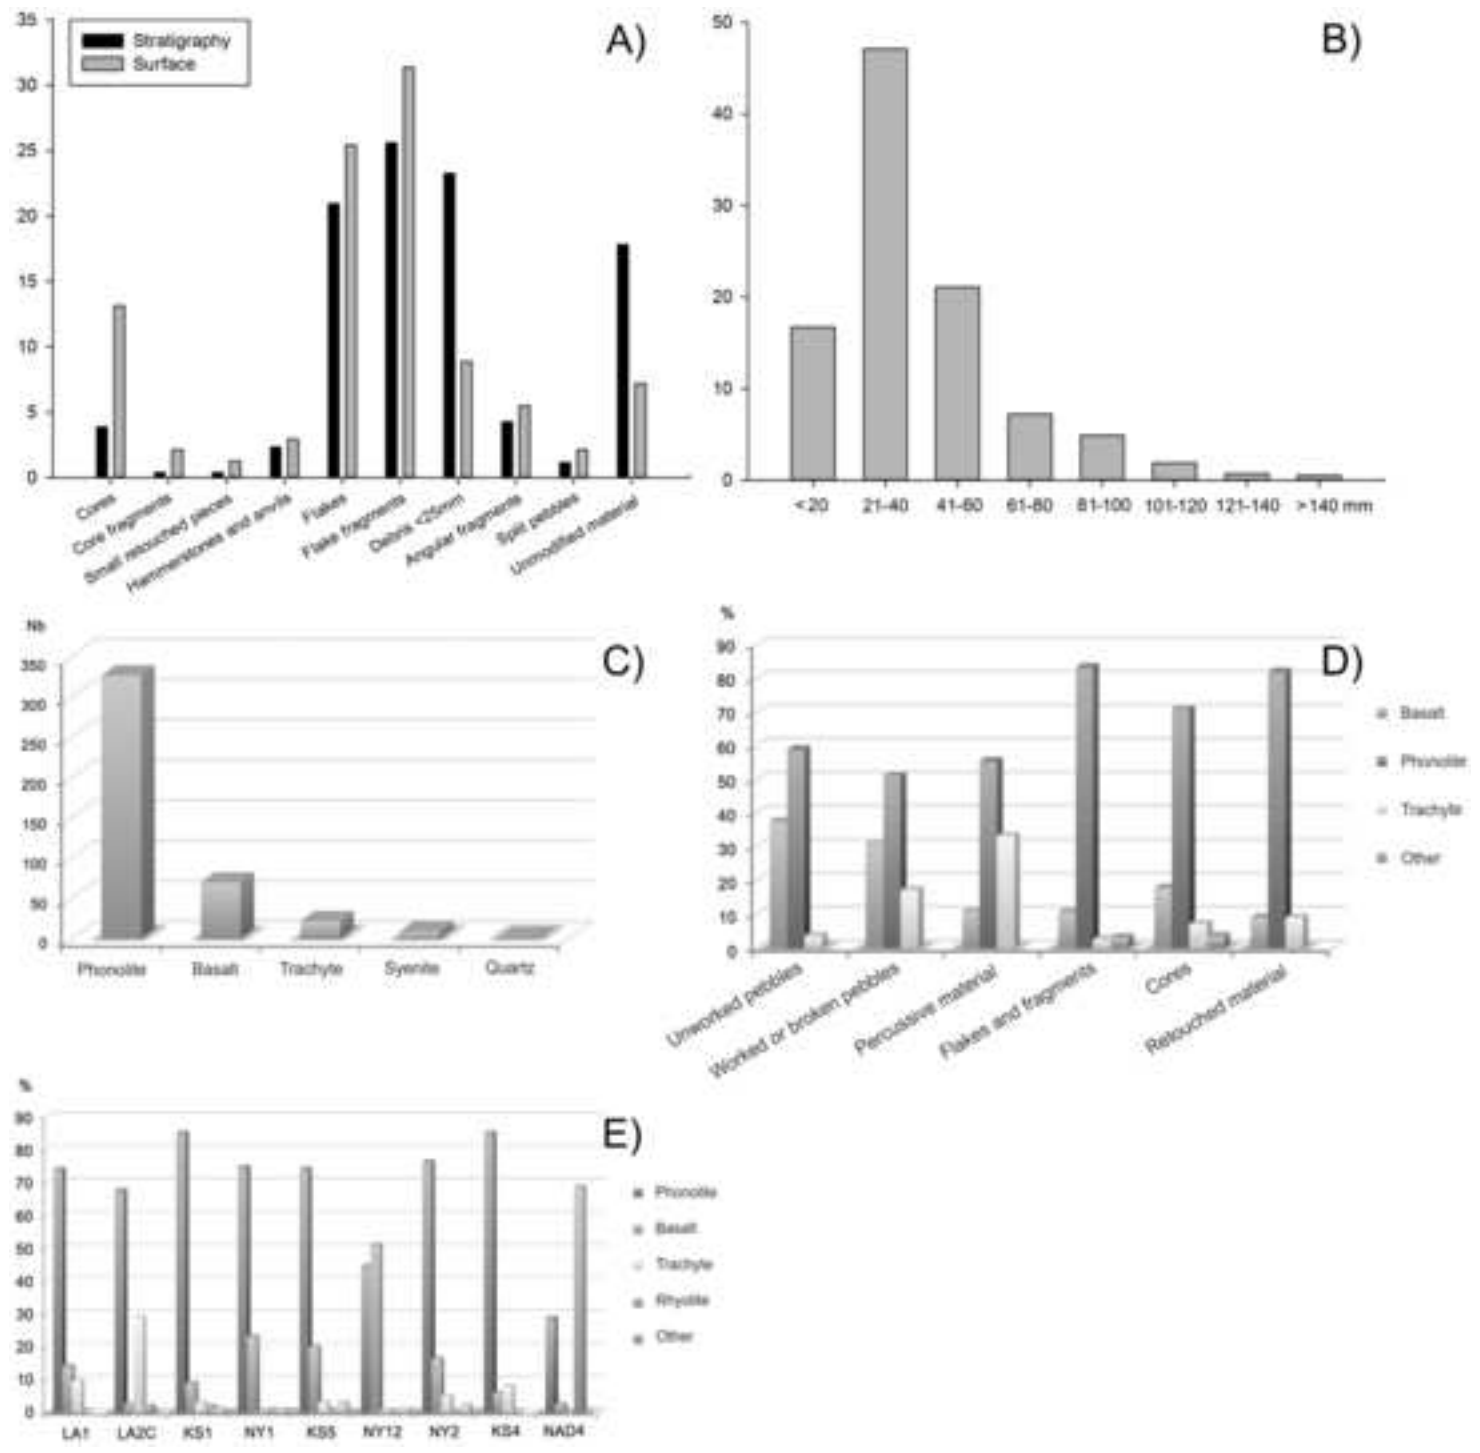 A)
Stratigraphy
Surface
35
30
25
20
15
10
5
0
Cores
Core fragments
Small retouched pieces
Hammerstones and anvils
Flakes
Flake fragments
Debris <25mm
Angular fragments
Split pebbles
Unmodified material
B)
50
40
30
20
10
0
<20 21-40 41-60 61-80 81-100 101-120 121-140 >140 mm
C)
Nb
350
300
250
200
150
100
50
0
Phonolite Basalt Trachyte Syenite Quartz
D)
%
90
80
70
60
50
40
30
20
10
0
Unworked pebbles
Worked or broken pebbles
Percussive material
Flakes and fragments
Cores
Retouched material
Basalt
Phonolite
Trachyte
Other
E)
%
90
80
70
60
50
40
30
20
10
0
LA1 LA2C KS1 NY1 KS5 NY12 NY2 KS4 NAD4
Phonolite
Basalt
Trachyte
Rhyolite
Other